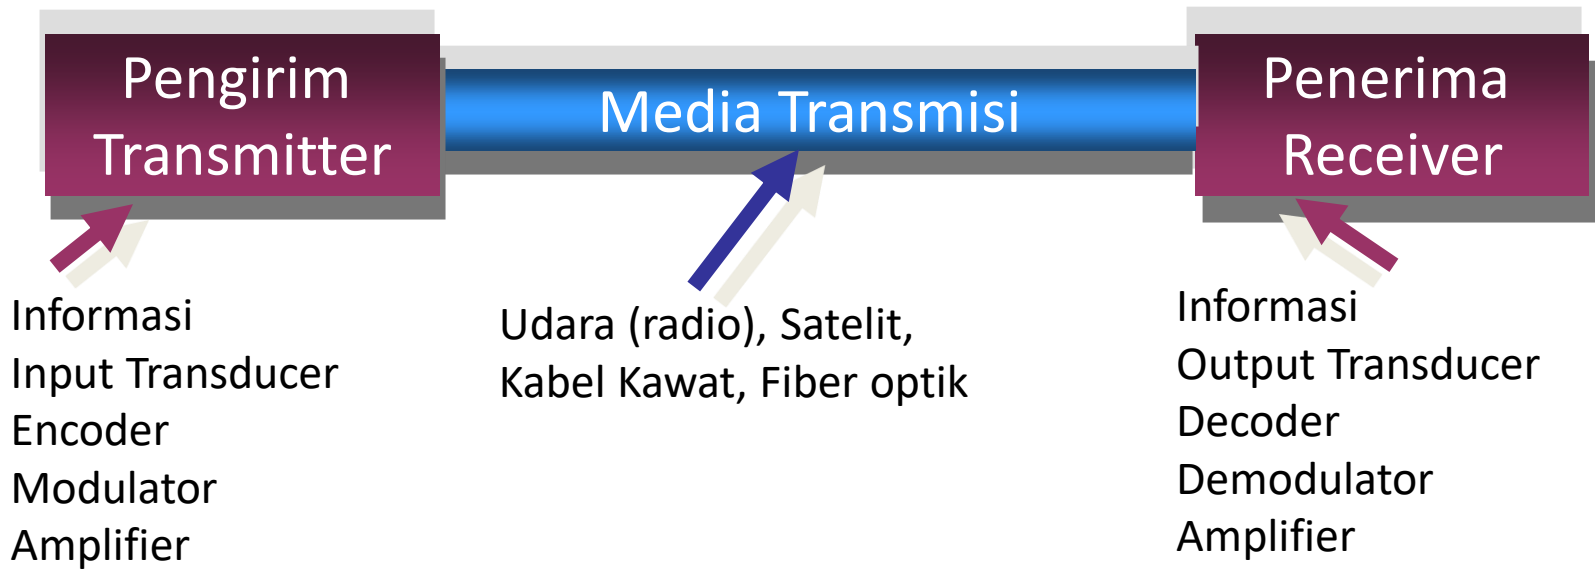 Pengirim
Transmitter
Media Transmisi
Penerima
Receiver
Informasi
Input Transducer
Encoder
Modulator
Amplifier
Udara (radio), Satelit,
Kabel Kawat, Fiber optik
Informasi
Output Transducer
Decoder
Demodulator
Amplifier